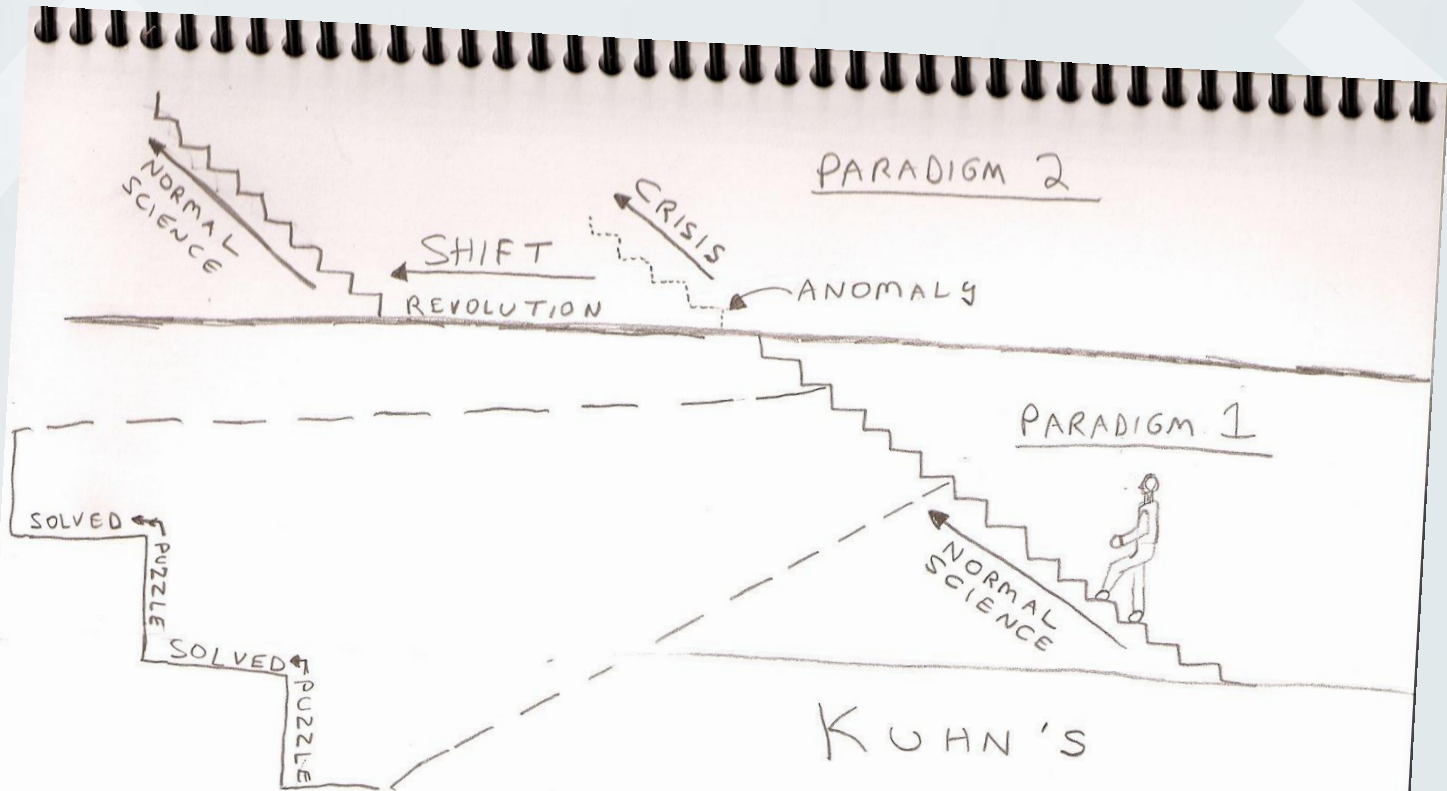 PARADIGM 2
CRISIS
NORMAL
SCIENCE
SHIFT
REVOLUTION
ANOMALY
PARADIGM 1
SOLVED
PUZZLE
NORMAL
SCIENCE
SOLVED
PUZZLE
KUHN'S